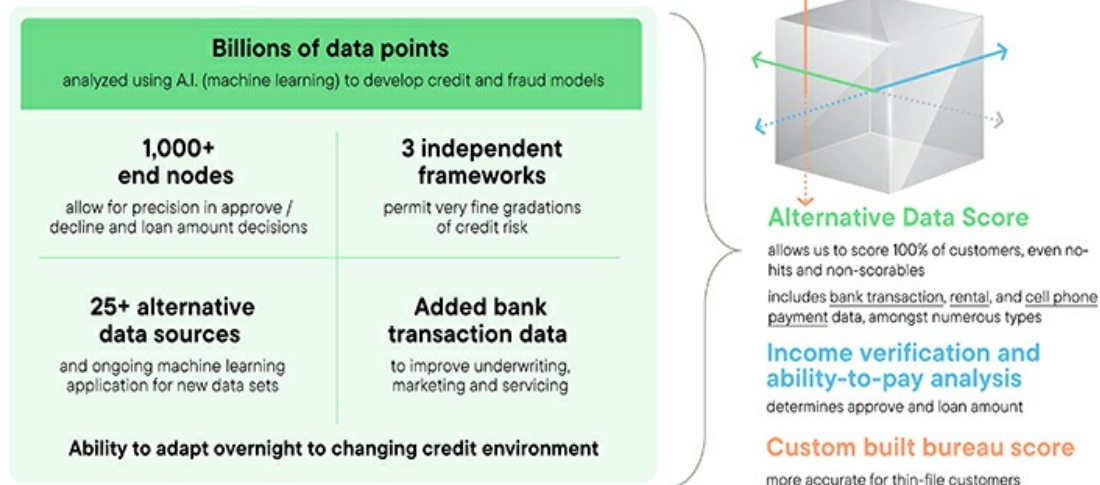 Billions of data points
analyzed using A.I. (machine learning) to develop credit and fraud models
1,000+
end nodes
allow for precision in approve /
decline and loan amount decisions
3 independent
frameworks
permit very fine gradations
of credit risk
25+ alternative
data sources
and ongoing machine learning
application for new data sets
Added bank
transaction data
to improve underwriting,
marketing and servicing
Ability to adapt overnight to changing credit environment
Alternative Data Score
allows us to score 100% of customers, even no-
hits and non-scorables
includes bank transaction, rental, and cell phone
payment data, amongst numerous types
Income verification and
ability-to-pay analysis
determines approve and loan amount
Custom built bureau score
more accurate for thin-file customers